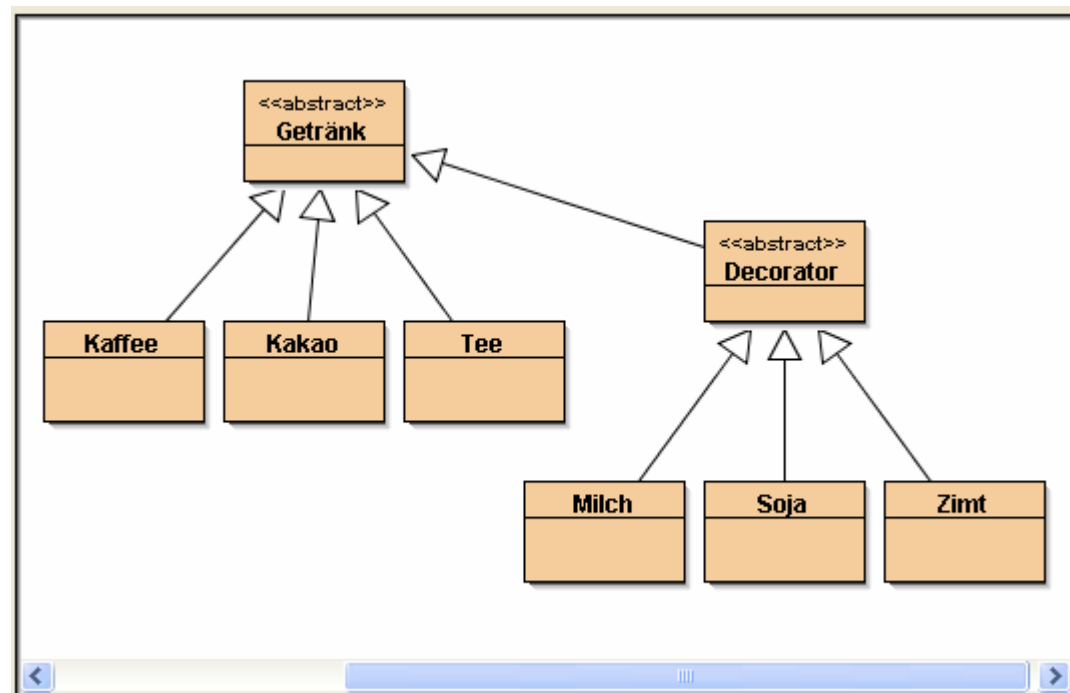 <<abstract>>
Getränk
<<abstract>>
Decorator
Kaffee
Kakao
Tee
Milch
Soja
Zimt